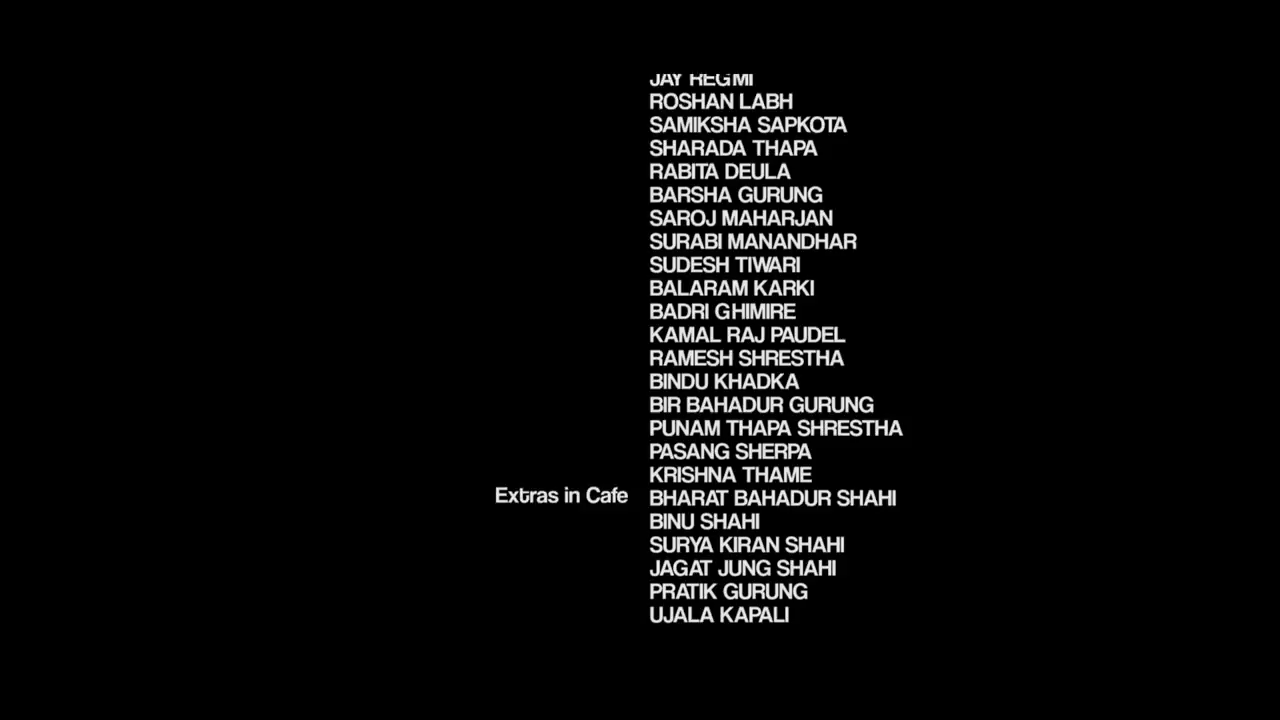 JAY REGMI
ROSHAN LABH
SAMIKSHA SAPKOTA
SHARADA THAPA
RABITA DEULA
BARSHA GURUNG
SAROJ MAHARJAN
SURABI MANANDHAR
SUDESH TIWARI
BALARAM KARKI
BADRI GHIMIRE
KAMAL RAJ PAUDEL
RAMESH SHRESTHA
BINDU KHADKA
BIR BAHADUR GURUNG
PUNAM THAPA SHRESTHA
PASANG SHERPA
KRISHNA THAME
Extras in Cafe BHARAT BAHADUR SHAHI
BINU SHAHI
SURYA KIRAN SHAHI
JAGAT JUNG SHAHI
PRATIK GURUNG
UJALA KAPALI